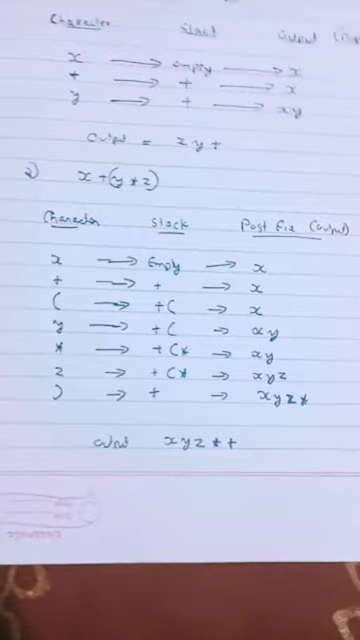 Character Stack Output
x → empty → x
+ → + → x
y → + → xy
Output = xy+
2) x+(y*z)
Character Stack Post Fix (output)
x → Empty → x
+ → + → x
( → +( → x
y → +( → xy
* → +(* → xy
z → +(* → xyz
) → + → xyz*
xyz*+